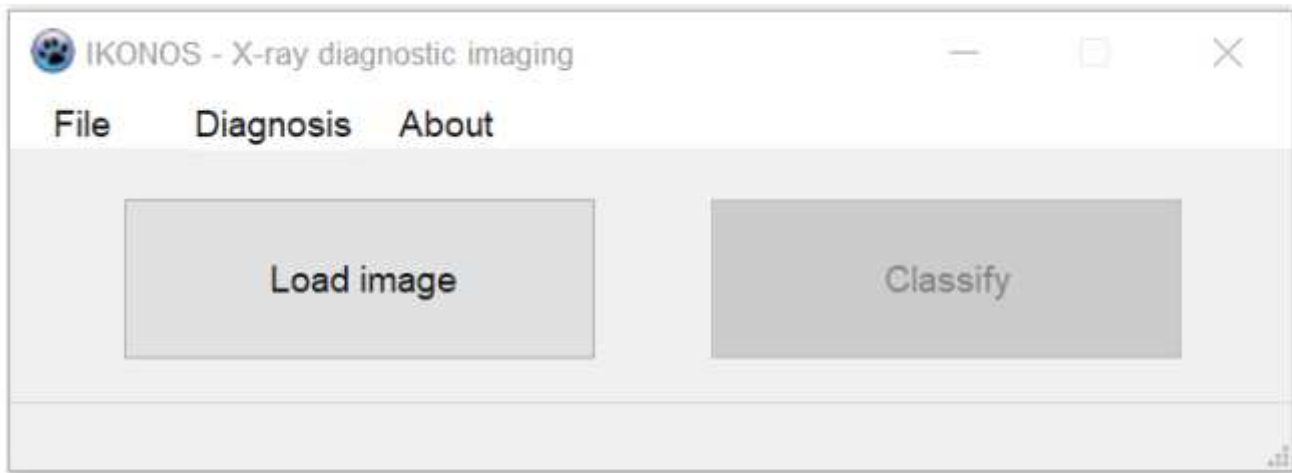 IKONOS - X-ray diagnostic imaging
File Diagnosis About
Load image Classify